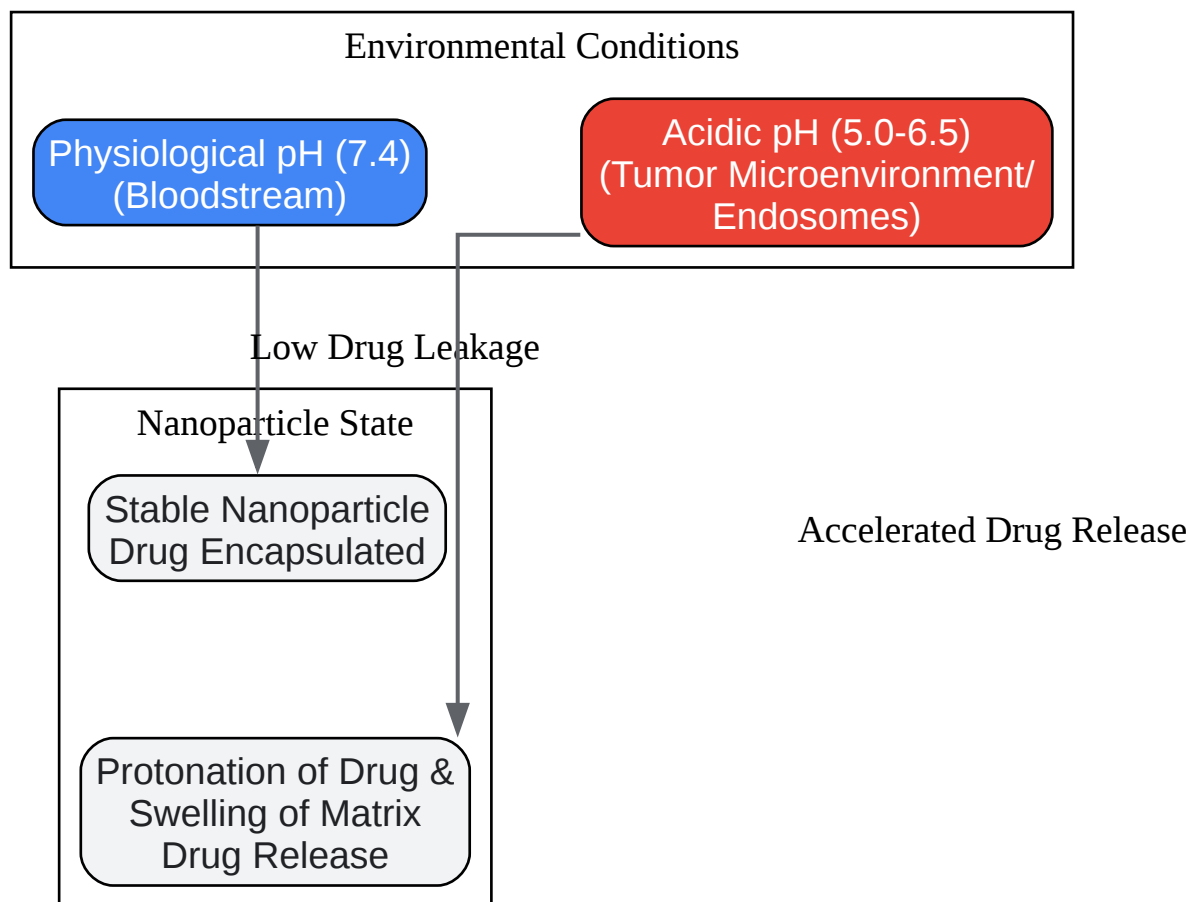 Environmental Conditions
Physiological pH (7.4)
(Bloodstream)
Acidic pH (5.0-6.5)
(Tumor Microenvironment/
Endosomes)
Low Drug Leakage
Nanoparticle State
Stable Nanoparticle
Drug Encapsulated
Accelerated Drug Release
Protonation of Drug &
Swelling of Matrix
Drug Release